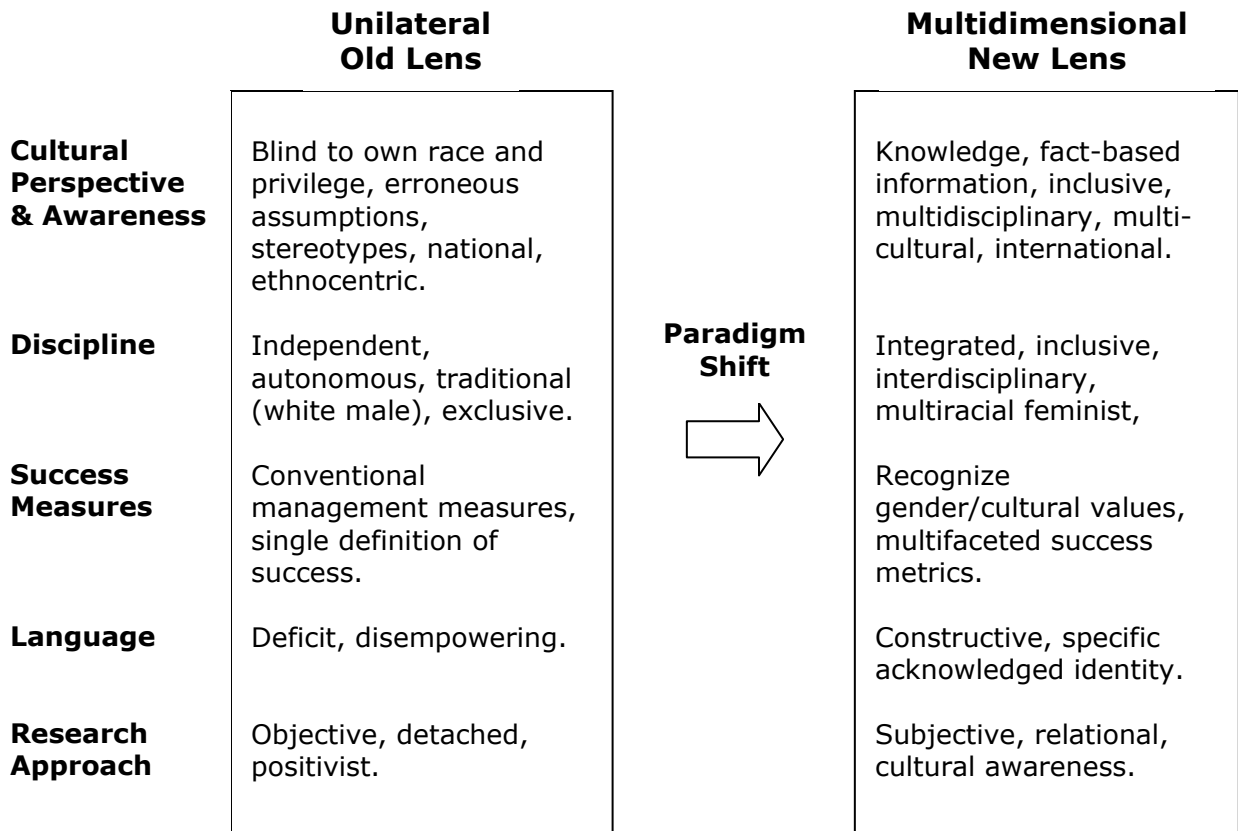 Unilateral
Old Lens
Multidimensional
New Lens
Cultural
Perspective
& Awareness
Blind to own race and
privilege, erroneous
assumptions,
stereotypes, national,
ethnocentric.
Knowledge, fact-based
information, inclusive,
multidisciplinary, multi-
cultural, international.
Discipline
Independent,
autonomous, traditional
(white male), exclusive.
Paradigm
Shift
Integrated, inclusive,
interdisciplinary,
multiracial feminist,
Success
Measures
Conventional
management measures,
single definition of
success.
Recognize
gender/cultural values,
multifaceted success
metrics.
Language
Deficit, disempowering.
Constructive, specific
acknowledged identity.
Research
Approach
Objective, detached,
positivist.
Subjective, relational,
cultural awareness.